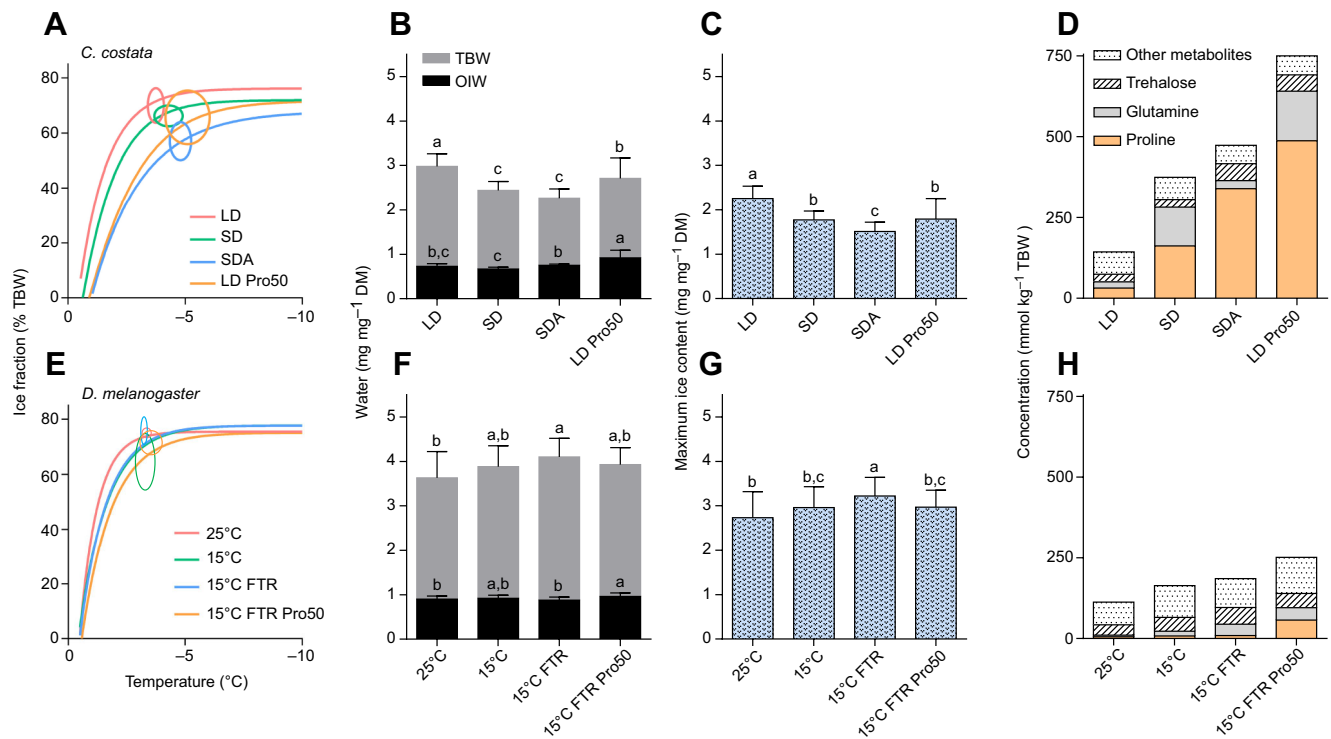 A
C. costata
Ice fraction (% TBW)
80
60
40
20
0
LD
SD
SDA
LD Pro50
0
–5
–10
B
TBW
OIW
Water (mg mg–1 DM)
5
4
3
2
1
0
a
c
c
b
b,c
c
b
a
LD
SD
SDA
LD Pro50
C
Maximum ice content (mg mg–1 DM)
5
4
3
2
1
0
a
b
c
b
LD
SD
SDA
LD Pro50
D
Concentration (mmol kg–1 TBW )
750
500
250
0
Other metabolites
Trehalose
Glutamine
Proline
LD
SD
SDA
LD Pro50
E
D. melanogaster
80
60
40
20
0
25°C
15°C
15°C FTR
15°C FTR Pro50
0
–5
–10
Temperature (°C)
F
5
4
3
2
1
0
b
a,b
a
a,b
b
a,b
b
a
25°C
15°C
15°C FTR
15°C FTR Pro50
G
5
4
3
2
1
0
b
b,c
a
b,c
25°C
15°C
15°C FTR
15°C FTR Pro50
H
750
500
250
0
25°C
15°C
15°C FTR
15°C FTR Pro50